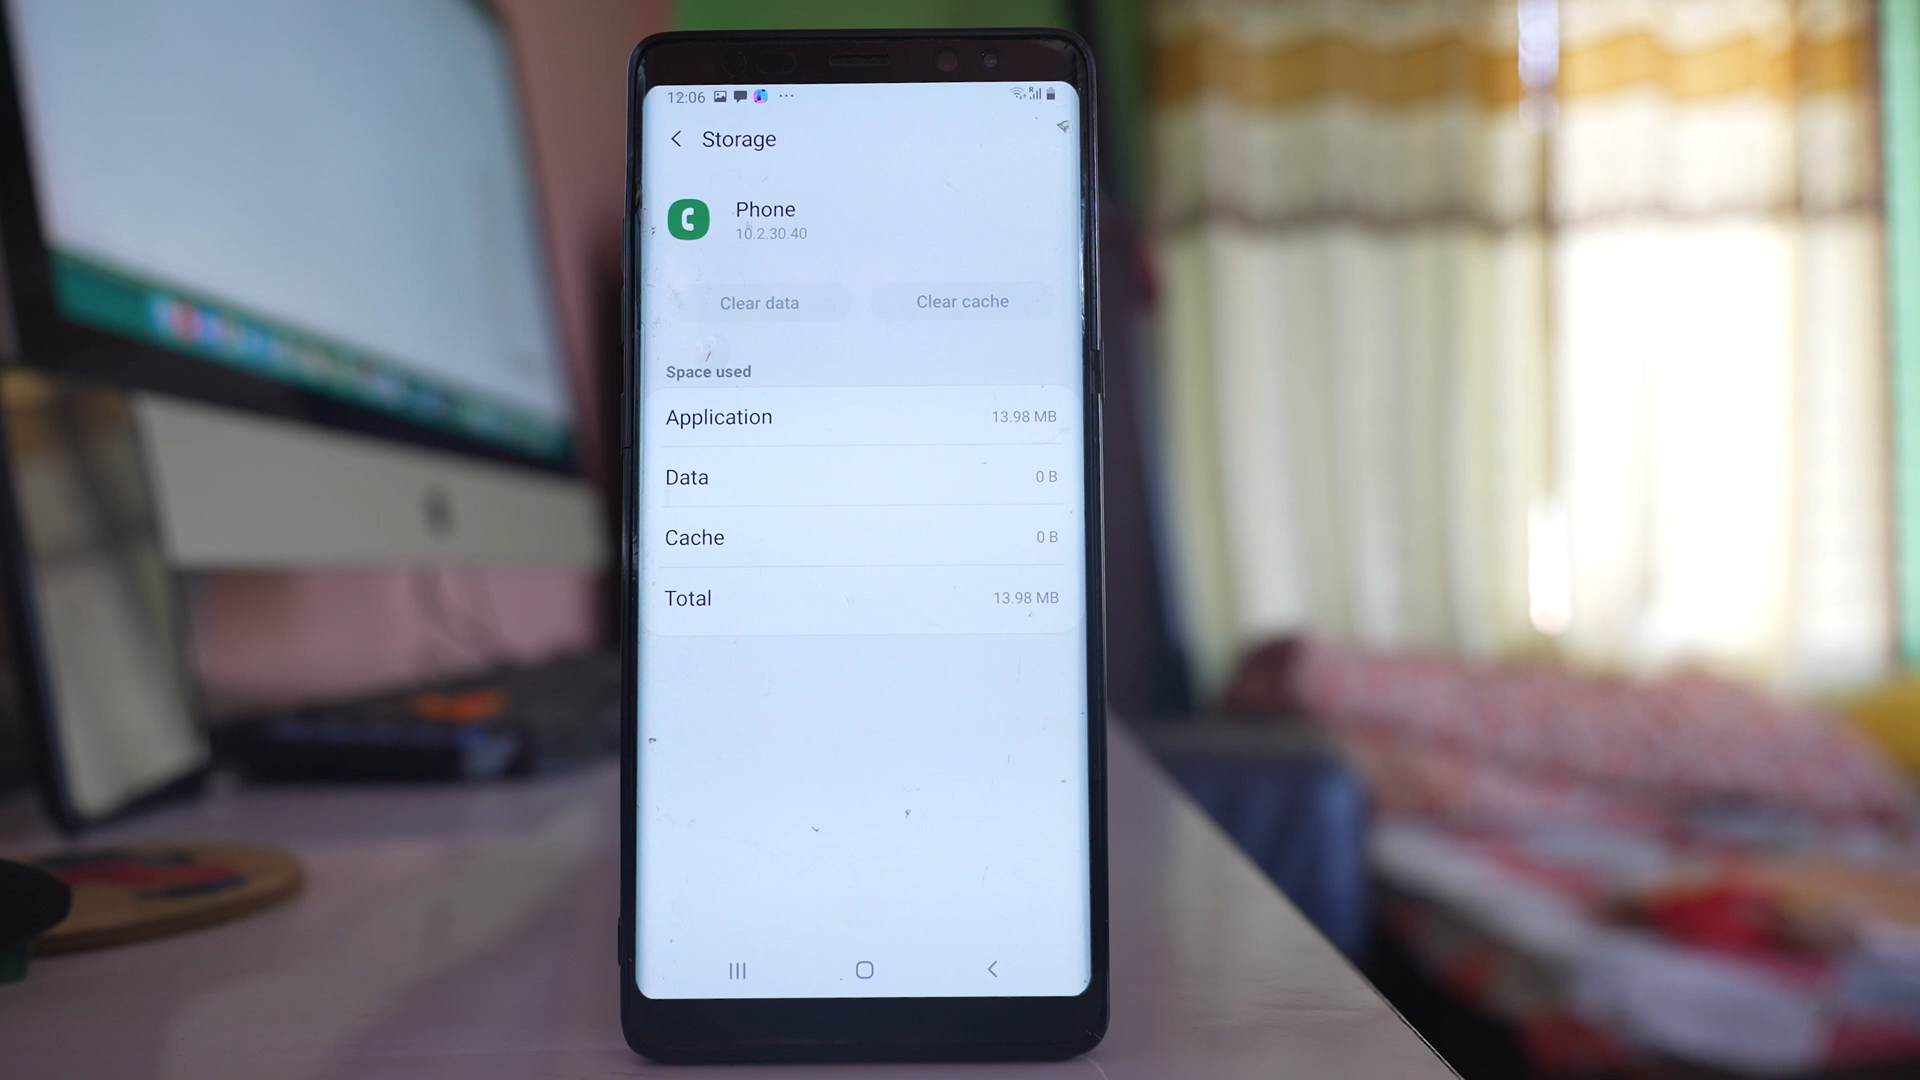 12:06
Storage
Phone
10.2.30.40
Clear data Clear cache
Space used
Application 13.98 MB
Data 0 B
Cache 0 B
Total 13.98 MB